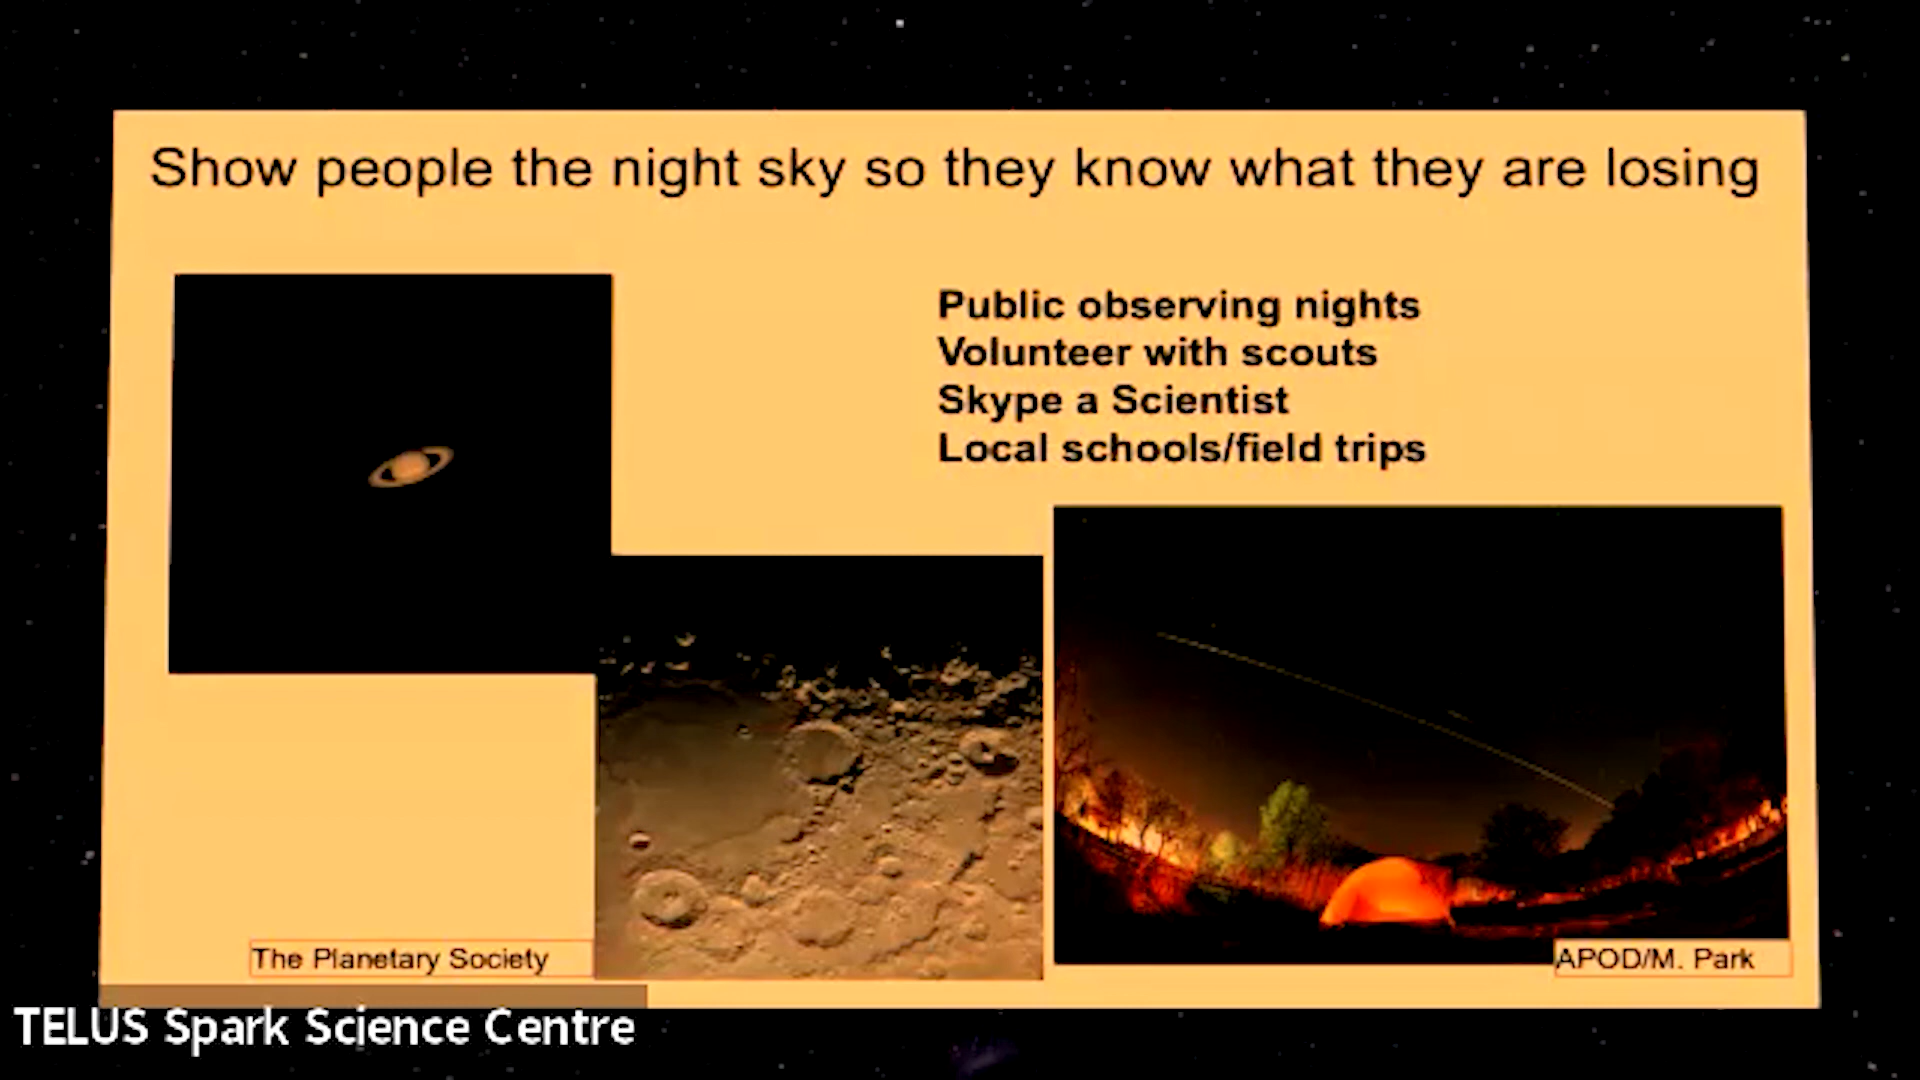 Show people the night sky so they know what they are losing
Public observing nights
Volunteer with scouts
Skype a Scientist
Local schools/field trips
The Planetary Society
APOD/M. Park
TELUS Spark Science Centre